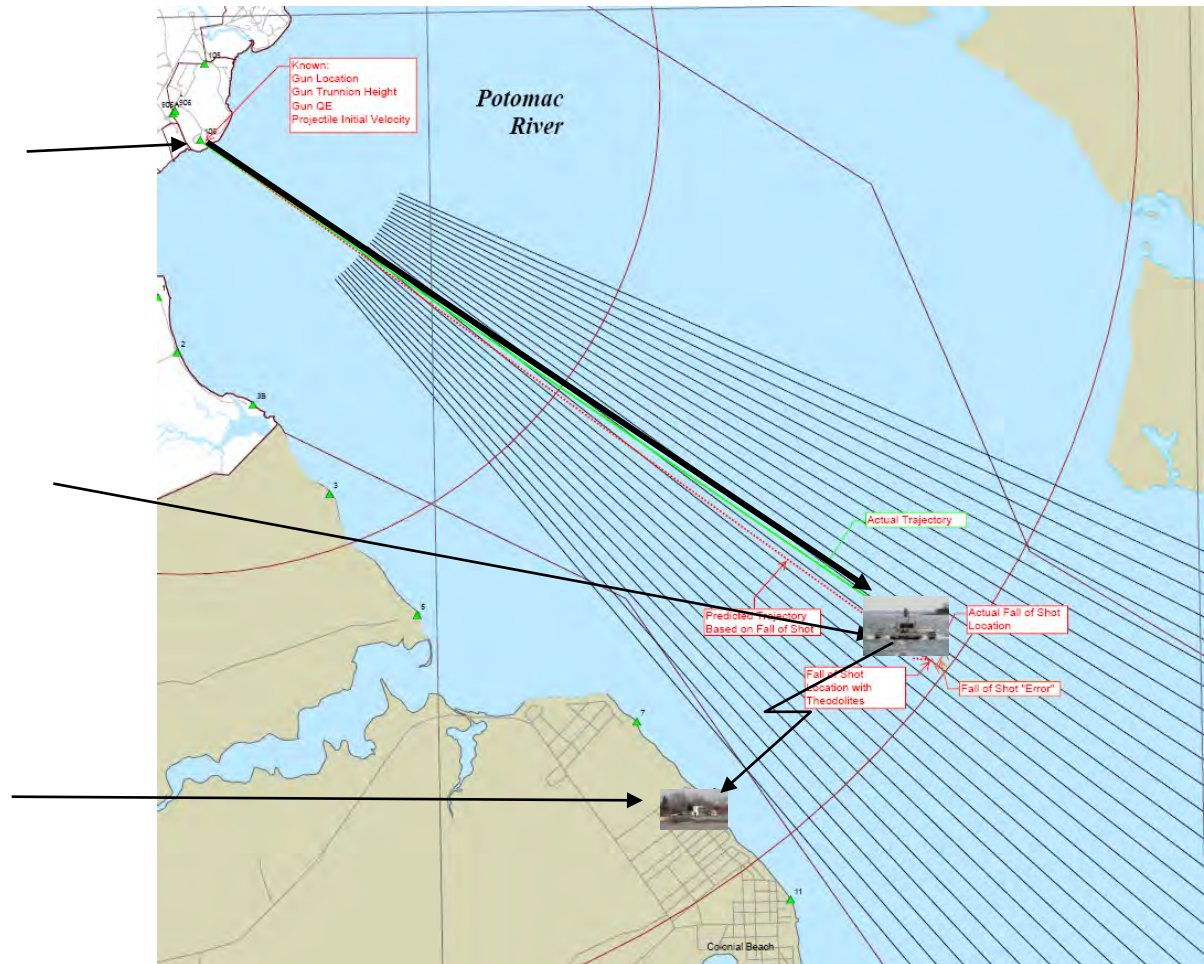 105
Known:
Gun Location
Gun Trunnion Height
Gun QE
Projectile Initial Velocity
Potomac
River
906
1
2
3B
3
5
7
11
Actual Trajectory
Predicted Trajectory
Based on Fall of Shot
Actual Fall of Shot
Location
Fall of Shot
Location with
Theodolites
Fall of Shot "Error"
Colonial Beach